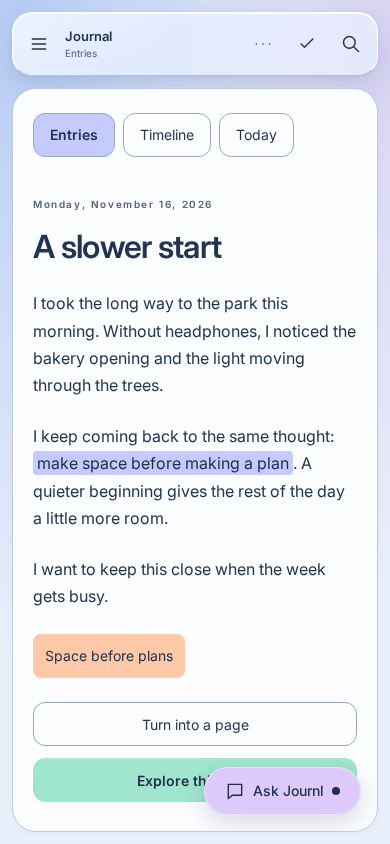 Journal
Entries
Entries Timeline Today
Monday, November 16, 2026
A slower start
I took the long way to the park this
morning. Without headphones, I noticed the
bakery opening and the light moving
through the trees.
I keep coming back to the same thought:
make space before making a plan. A
quieter beginning gives the rest of the day
a little more room.
I want to keep this close when the week
gets busy.
Space before plans
Turn into a page
Explore
Ask Journl